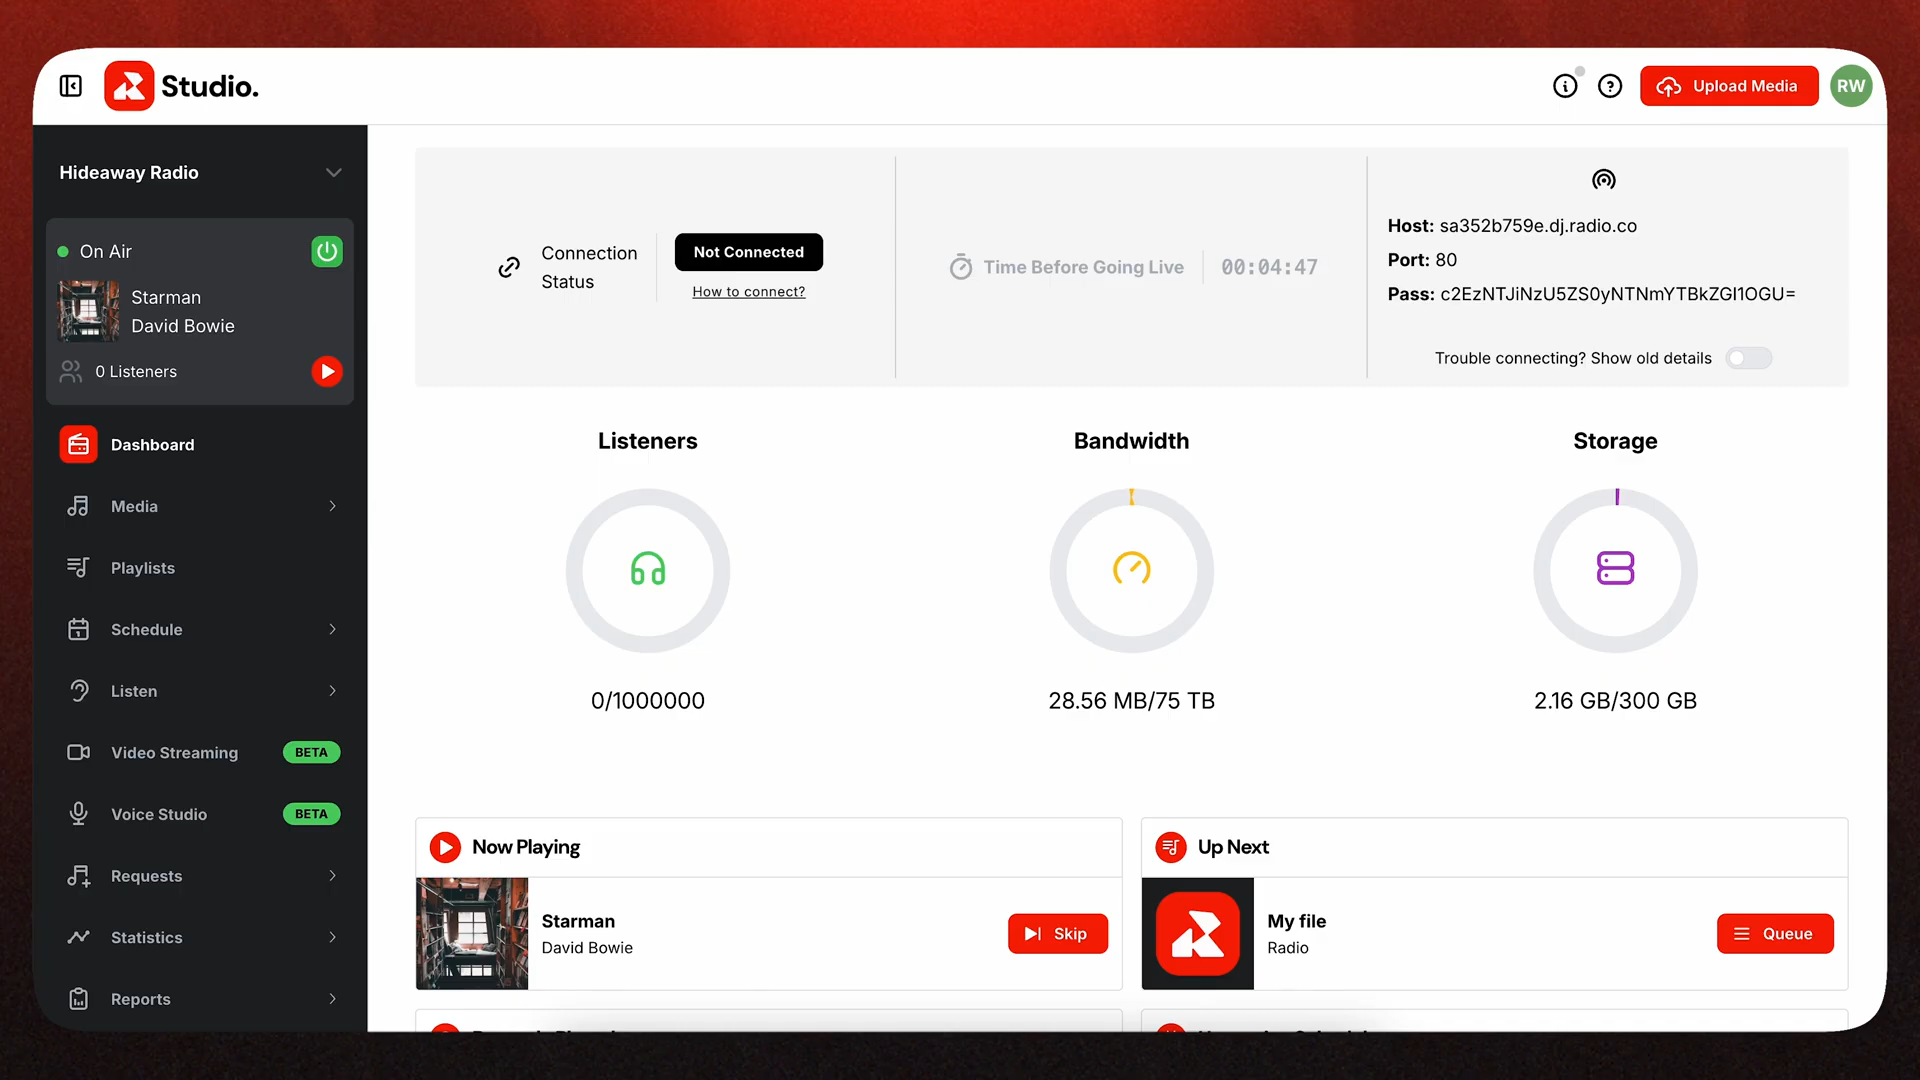 Studio.
Upload Media
RW
Hideaway Radio
On Air
Starman
David Bowie
0 Listeners
Dashboard
Media
Playlists
Schedule
Listen
Video Streaming BETA
Voice Studio BETA
Requests
Statistics
Reports
Connection
Status
Not Connected
How to connect?
Time Before Going Live 00:04:47
Host: sa352b759e.dj.radio.co
Port: 80
Pass: c2EzNTJiNzU5ZS0yNTNmYTBkZGI1OGU=
Trouble connecting? Show old details
Listeners
0/1000000
Bandwidth
28.56 MB/75 TB
Storage
2.16 GB/300 GB
Now Playing
Starman
David Bowie
Skip
Up Next
My file
Radio
Queue